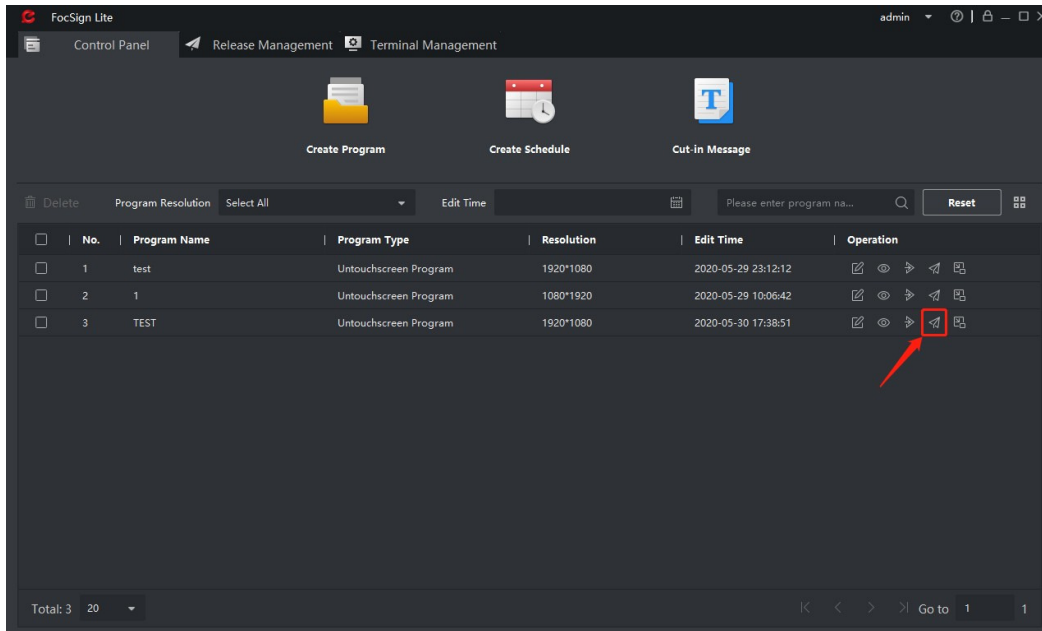 FocSign Lite admin
Control Panel Release Management Terminal Management
Create Program Create Schedule Cut-in Message
Delete Program Resolution Select All Edit Time Please enter program na... Reset
No. Program Name Program Type Resolution Edit Time Operation
1 test Untouchscreen Program 1920*1080 2020-05-29 23:12:12
2 1 Untouchscreen Program 1080*1920 2020-05-29 10:06:42
3 TEST Untouchscreen Program 1920*1080 2020-05-30 17:38:51
Total: 3 20 Go to 1 1